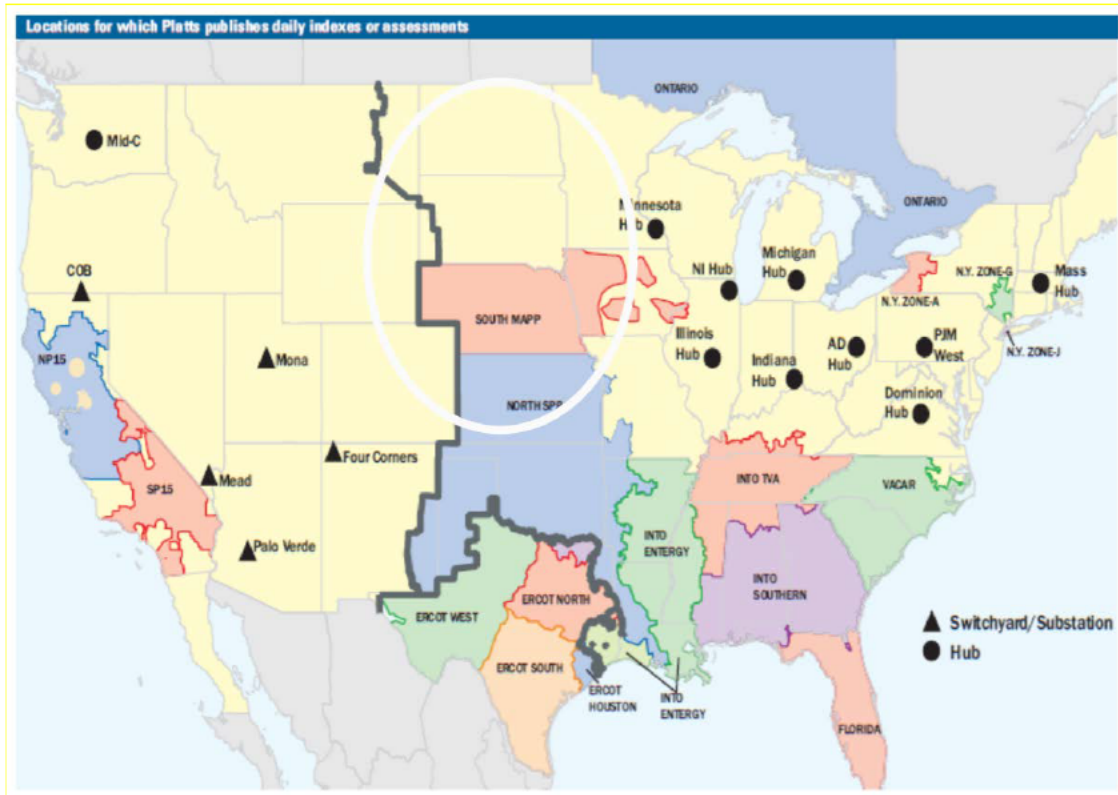 Locations for which Platts publishes daily indexes or assessments
ONTARIO
Mid-C
ONTARIO
Minnesota
Hub
Michigan
Hub
N.Y. ZONE-G
Mass
Hub
COB
NI Hub
N.Y. ZONE-A
SOUTH MAPP
NP15
Mona
Illinois
Hub
Indiana
Hub
AD
Hub
PJM
West
N.Y. ZONE-J
Dominion
Hub
NORTH SPP
Four Corners
Mead
SP15
INTO TVA
VACAR
Palo Verde
INTO
ENTERGY
INTO
SOUTHERN
ERCOT WEST
ERCOT NORTH
Switchyard/Substation
Hub
ERCOT SOUTH
ERCOT
HOUSTON
INTO
ENTERGY
FLORIDA